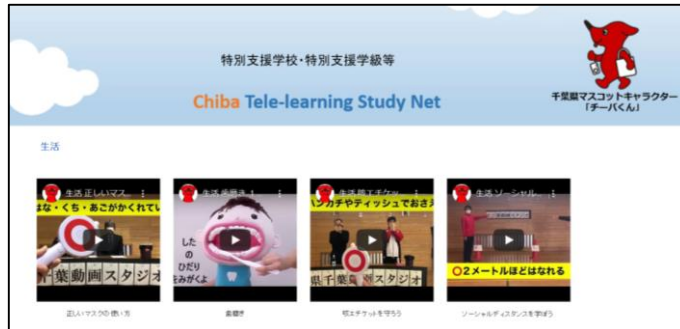 特別支援学校・特別支援学級等
Chiba Tele-learning Study Net
千葉県マスコットキャラクター
「チーバくん」
生活
生活 正しいマス...
はな・くち・あごがかくれてい
千葉動画スタジオ
正しいマスクの使い方
生活 歯磨き 1
した
の
ひだり
をみがくよ
歯磨き
生活 咳エチケッ...
ハンカチやティッシュでおさえ
県千葉動画スタジオ
咳エチケットを守ろう
生活 ソーシャル...
○2メートルほどはなれる
ソーシャルディスタンスを学ぼう